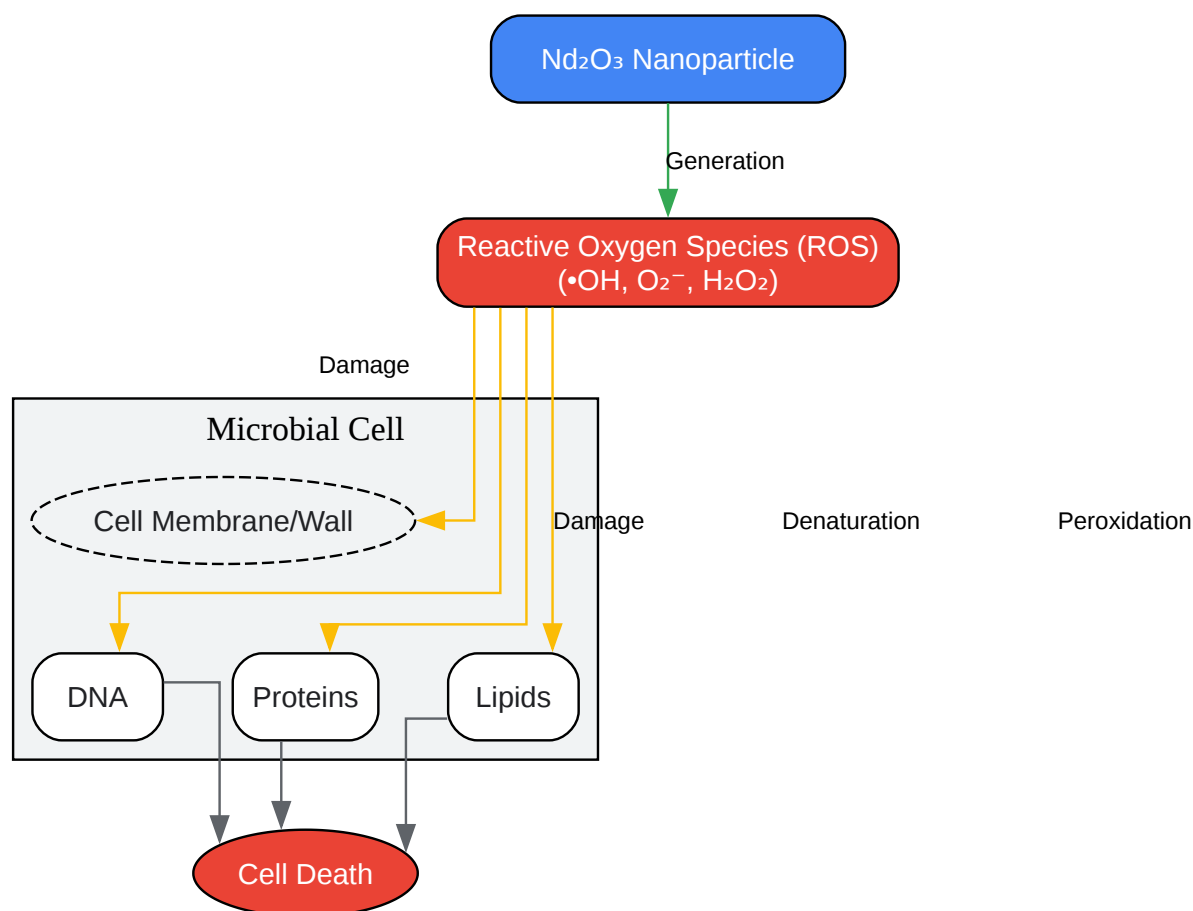 Nd₂O₃ Nanoparticle
Generation
Reactive Oxygen Species (ROS)
(•OH, O₂⁻, H₂O₂)
Damage
Microbial Cell
Cell Membrane/Wall
Damage
Denaturation
Peroxidation
DNA
Proteins
Lipids
Cell Death